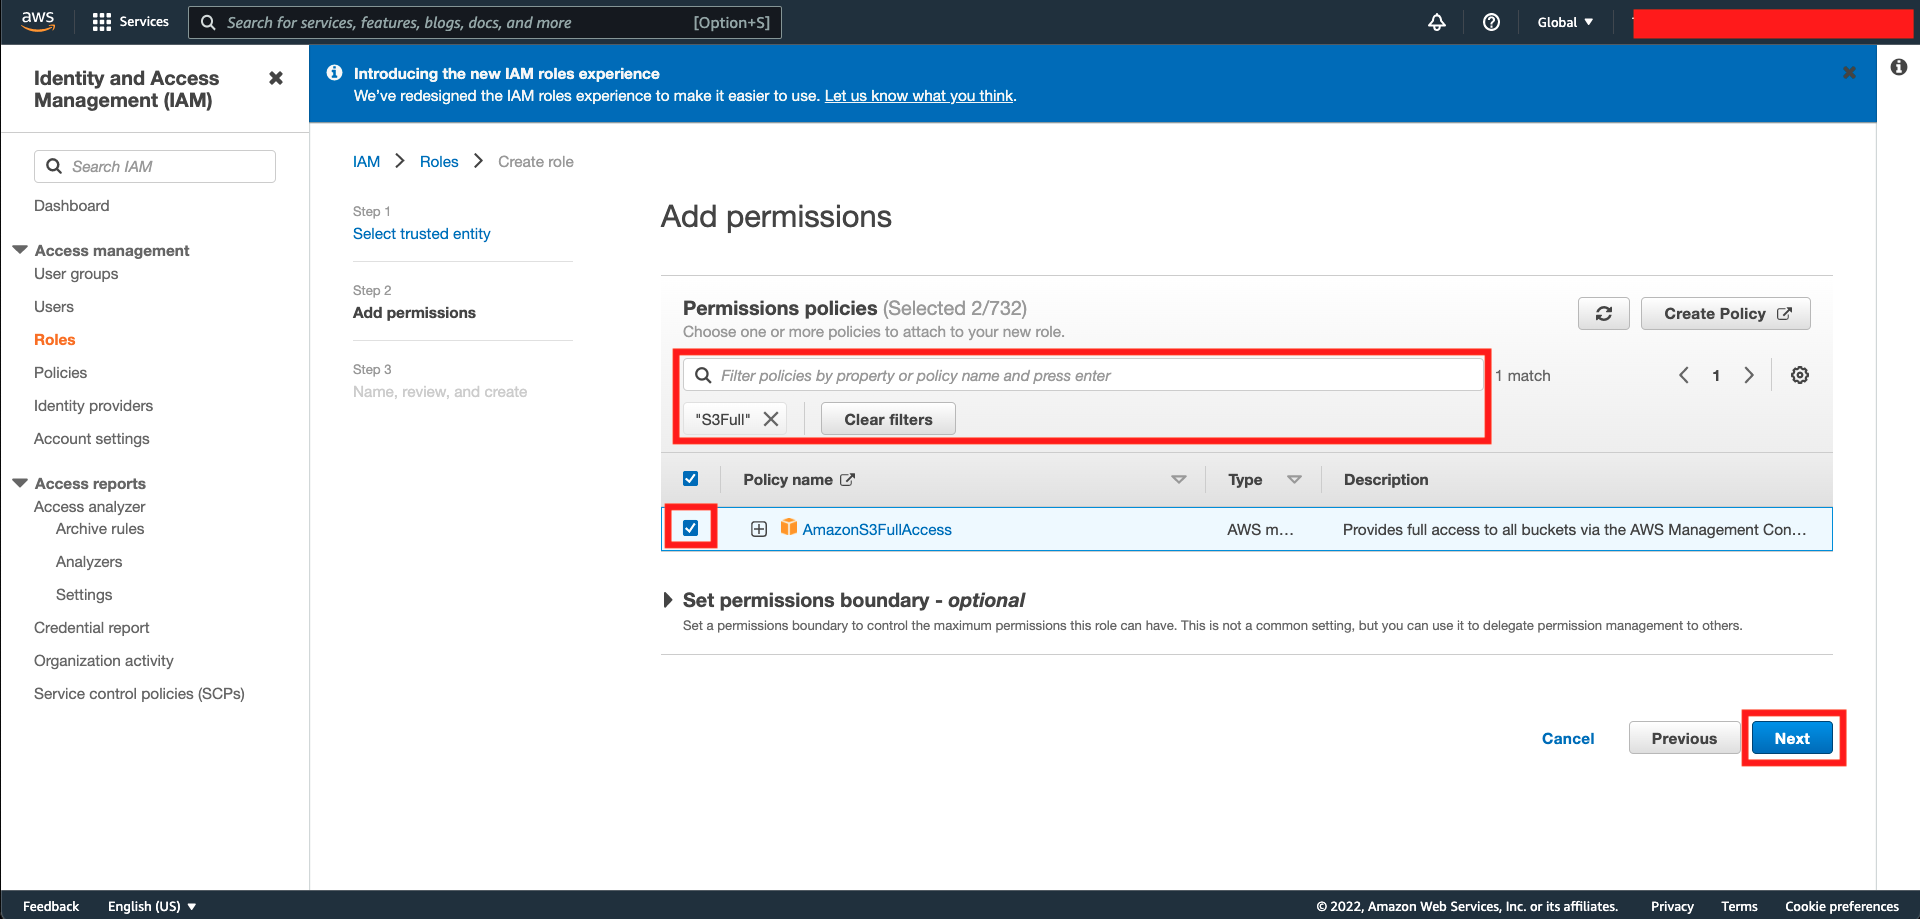 aws
Services
Search for services, features, blogs, docs, and more
[Option+S]
Global
Identity and Access
Management (IAM)
Search IAM
Dashboard
Access management
User groups
Users
Roles
Policies
Identity providers
Account settings
Access reports
Access analyzer
Archive rules
Analyzers
Settings
Credential report
Organization activity
Service control policies (SCPs)
Introducing the new IAM roles experience
We've redesigned the IAM roles experience to make it easier to use. Let us know what you think.
IAM
Roles
Create role
Step 1
Select trusted entity
Step 2
Add permissions
Step 3
Name, review, and create
Add permissions
Permissions policies (Selected 2/732)
Choose one or more policies to attach to your new role.
Create Policy
Filter policies by property or policy name and press enter
1 match
1
"S3Full"
Clear filters
Policy name
Type
Description
AmazonS3FullAccess
AWS m...
Provides full access to all buckets via the AWS Management Con...
Set permissions boundary - optional
Set a permissions boundary to control the maximum permissions this role can have. This is not a common setting, but you can use it to delegate permission management to others.
Cancel
Previous
Next
Feedback
English (US)
© 2022, Amazon Web Services, Inc. or its affiliates.
Privacy
Terms
Cookie preferences